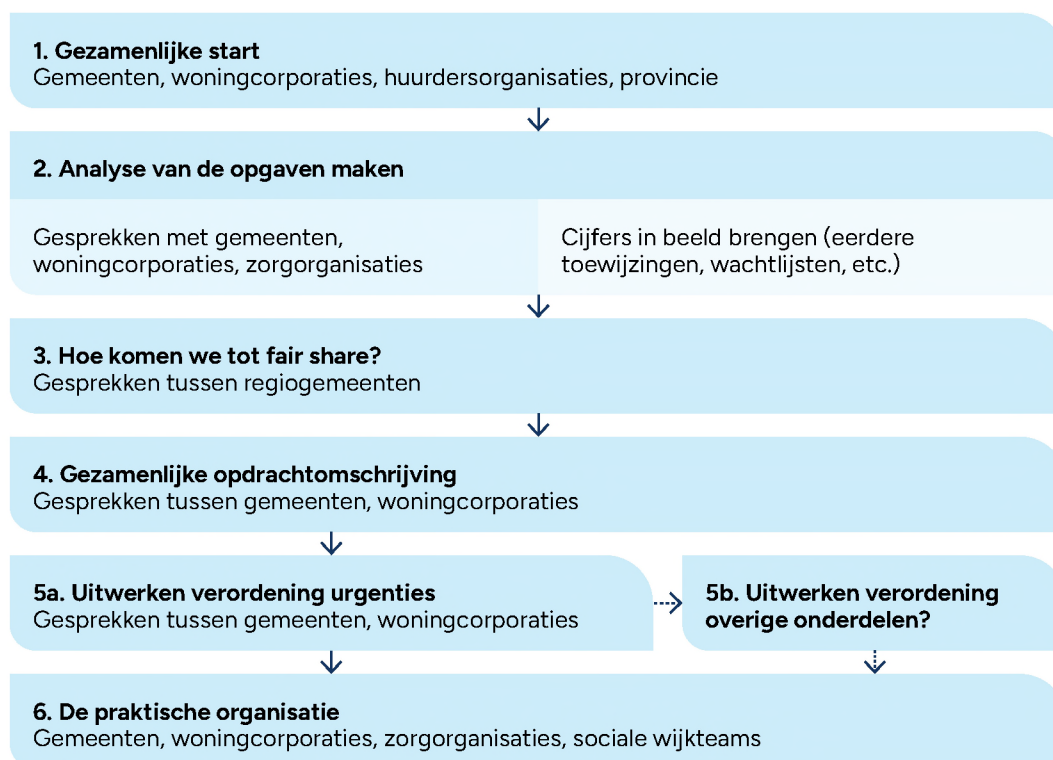 1. Gezamenlijke start
Gemeenten, woningcorporaties, huurdersorganisaties, provincie
2. Analyse van de opgaven maken
Gesprekken met gemeenten,
woningcorporaties, zorgorganisaties
Cijfers in beeld brengen (eerdere
toewijzingen, wachtlijsten, etc.)
3. Hoe komen we tot fair share?
Gesprekken tussen regiogemeenten
4. Gezamenlijke opdrachtomschrijving
Gesprekken tussen gemeenten, woningcorporaties
5a. Uitwerken verordening urgenties
Gesprekken tussen gemeenten, woningcorporaties
5b. Uitwerken verordening
overige onderdelen?
6. De praktische organisatie
Gemeenten, woningcorporaties, zorgorganisaties, sociale wijkteams